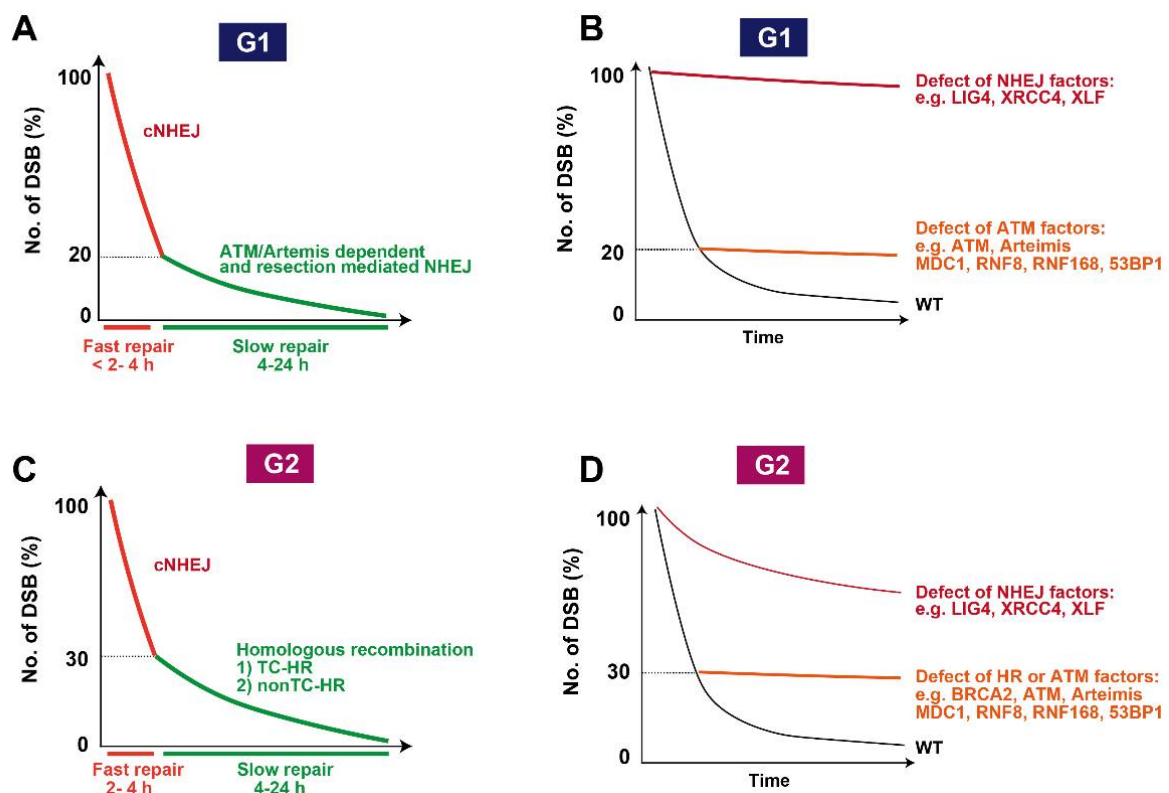 A
G1
No. of DSB (%)
100
20
0
cNHEJ
ATM/Artemis dependent
and resection mediated NHEJ
Fast repair
< 2- 4 h
Slow repair
4-24 h
B
G1
No. of DSB (%)
100
20
0
Defect of NHEJ factors:
e.g. LIG4, XRCC4, XLF
Defect of ATM factors:
e.g. ATM, Arteimis
MDC1, RNF8, RNF168, 53BP1
WT
Time
C
G2
No. of DSB (%)
100
30
0
cNHEJ
Homologous recombination
1) TC-HR
2) nonTC-HR
Fast repair
2- 4 h
Slow repair
4-24 h
D
G2
No. of DSB (%)
100
30
0
Defect of NHEJ factors:
e.g. LIG4, XRCC4, XLF
Defect of HR or ATM factors:
e.g. BRCA2, ATM, Arteimis
MDC1, RNF8, RNF168, 53BP1
WT
Time